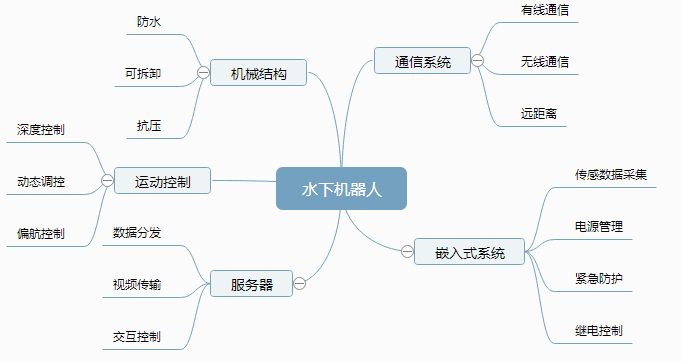 水下机器人
机械结构
防水
可拆卸
抗压
运动控制
深度控制
动态调控
偏航控制
服务器
数据分发
视频传输
交互控制
通信系统
有线通信
无线通信
远距离
嵌入式系统
传感数据采集
电源管理
紧急防护
继电控制